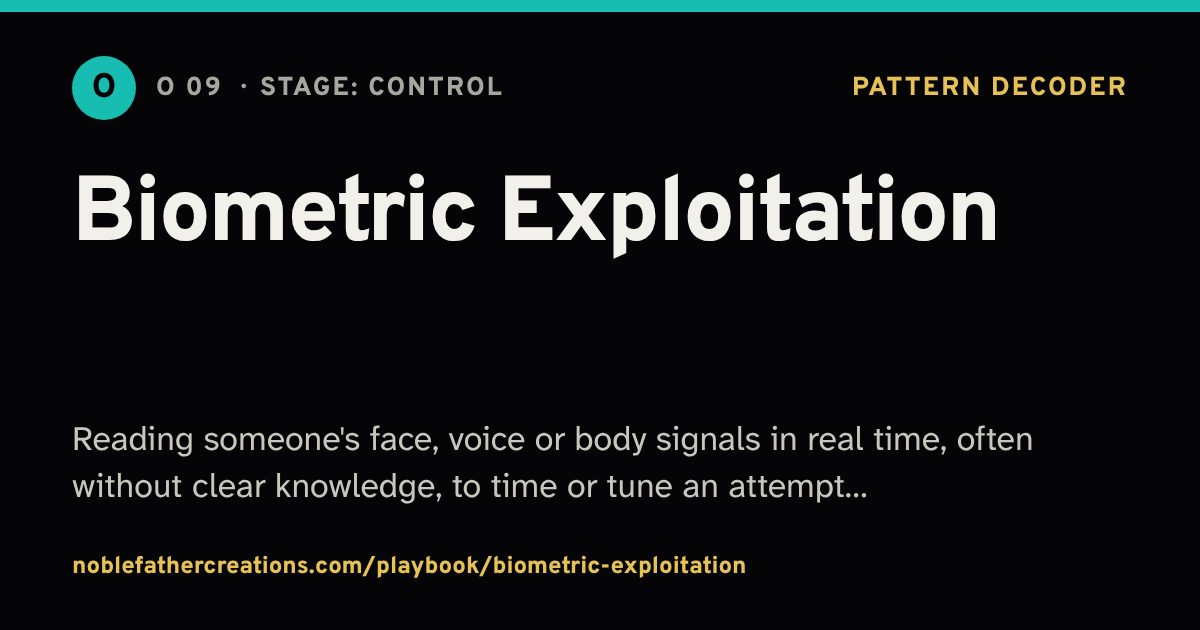 O O 09 · STAGE: CONTROL PATTERN DECODER
Biometric Exploitation
Reading someone's face, voice or body signals in real time, often
without clear knowledge, to time or tune an attempt...
noblefathercreations.com/playbook/biometric-exploitation